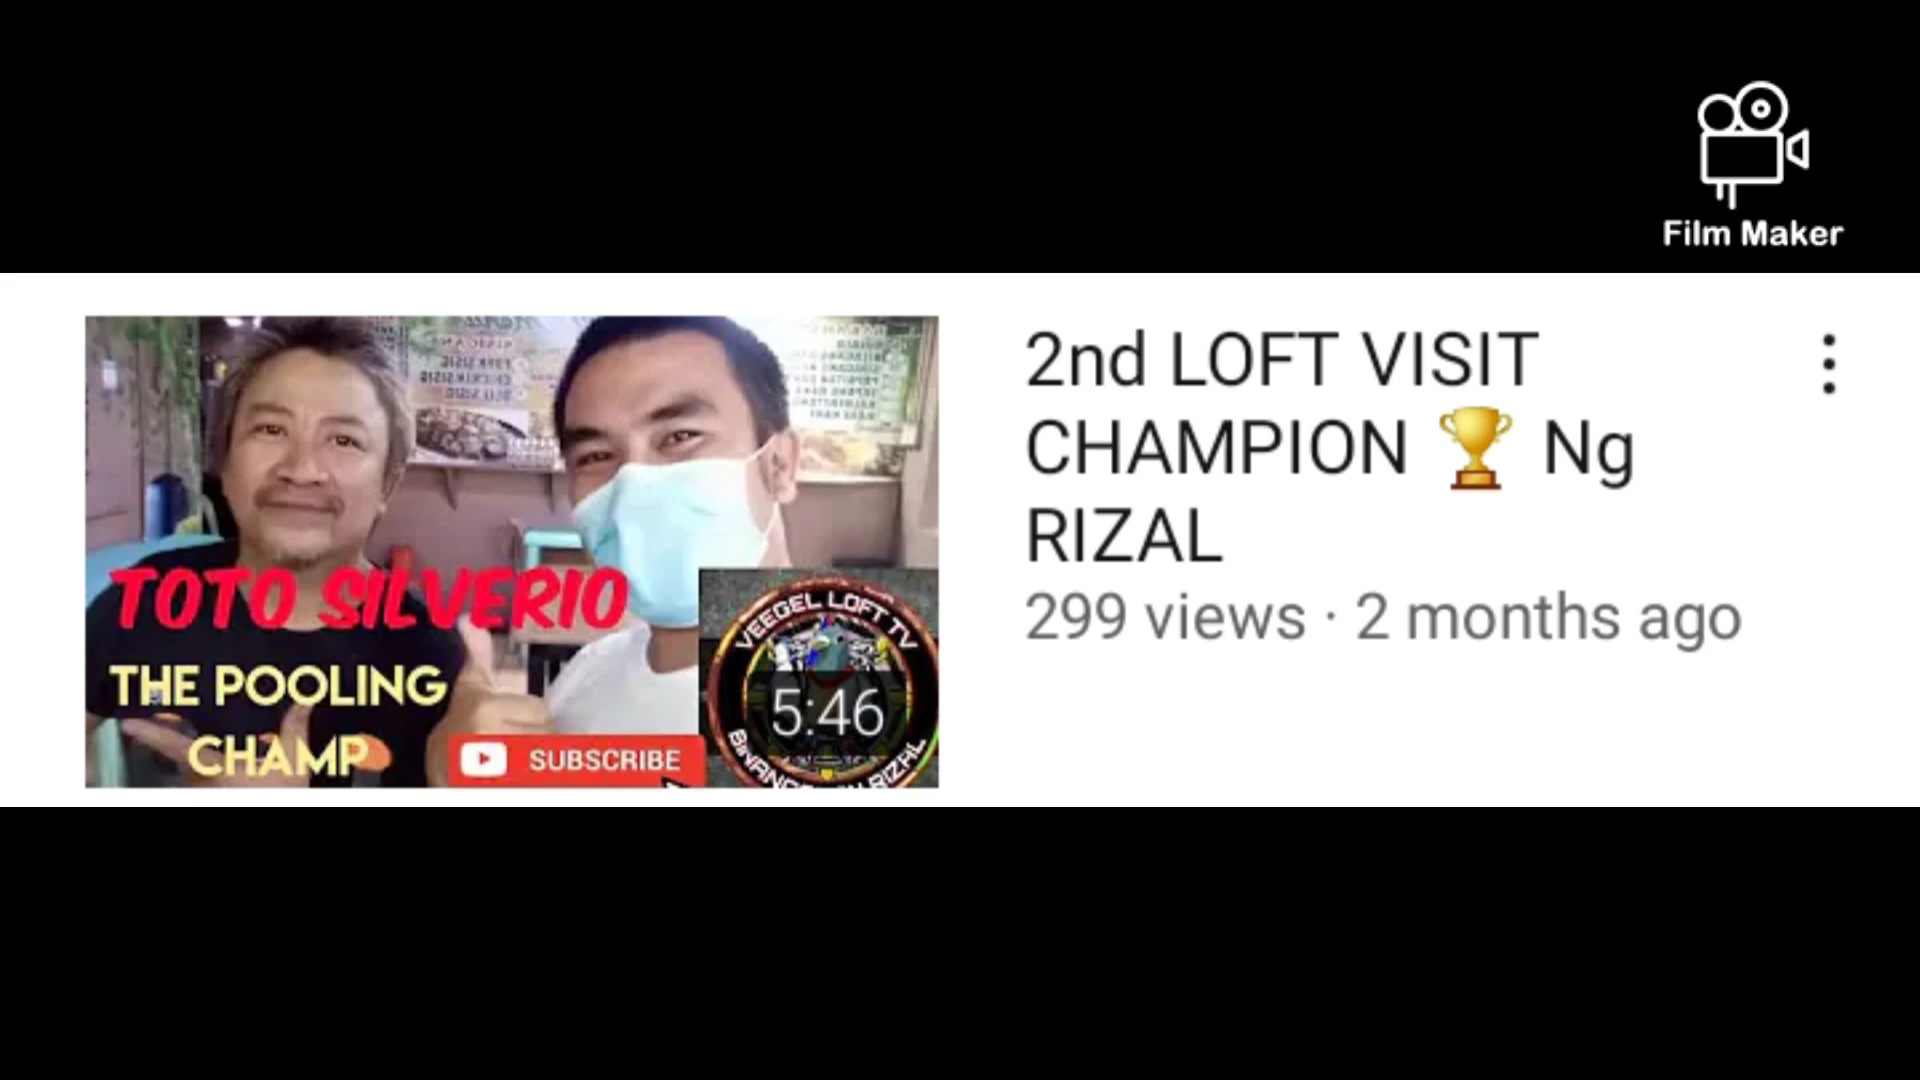 Film Maker
2nd LOFT VISIT
CHAMPION 🏆 Ng
RIZAL
299 views · 2 months ago
TOTO SILVERIO
THE POOLING
CHAMP
SUBSCRIBE
VEEGEL LOFT TV
5:46
RIZAL